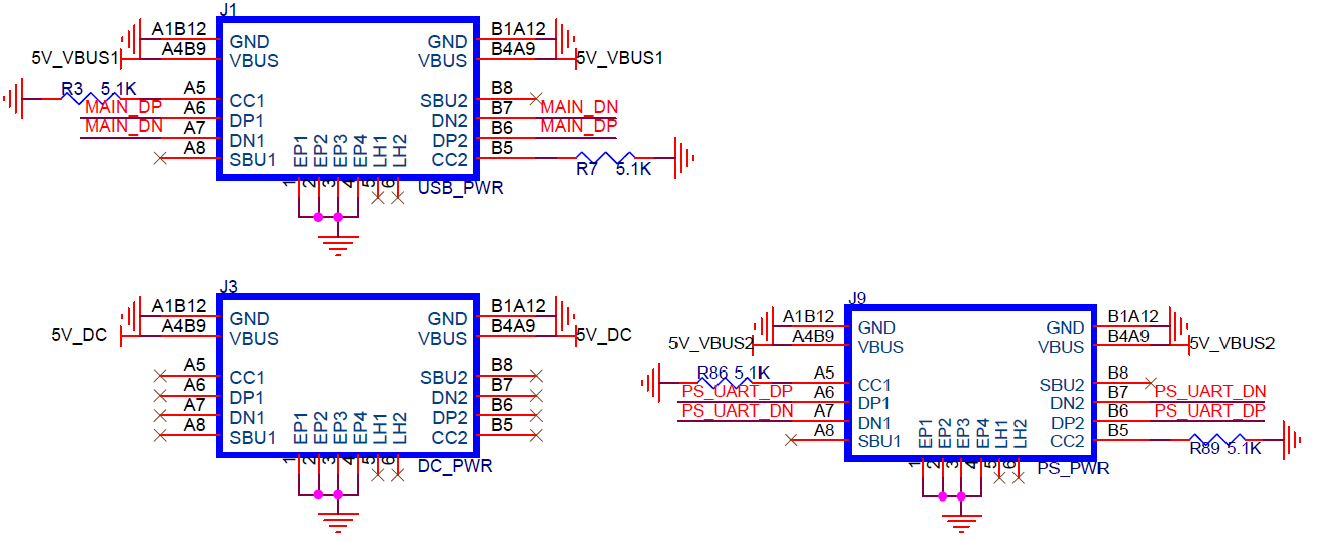 J1
A1B12 GND GND B1A12
5V_VBUS1 A4B9 VBUS VBUS B4A9 5V_VBUS1
R3 5.1K A5 CC1 SBU2 B8
MAIN_DP A6 DP1 DN2 B7 MAIN_DN
MAIN_DN A7 DN1 DP2 B6 MAIN_DP
A8 SBU1 CC2 B5 R7 5.1K
EP1 EP2 EP3 EP4 LH1 LH2
1 2 3 4 5 6
USB_PWR
J3
A1B12 GND GND B1A12
5V_DC A4B9 VBUS VBUS B4A9 5V_DC
A5 CC1 SBU2 B8
A6 DP1 DN2 B7
A7 DN1 DP2 B6
A8 SBU1 CC2 B5
EP1 EP2 EP3 EP4 LH1 LH2
1 2 3 4 5 6
DC_PWR
J9
A1B12 GND GND B1A12
5V_VBUS2 A4B9 VBUS VBUS B4A9 5V_VBUS2
R86 5.1K A5 CC1 SBU2 B8
PS_UART_DP A6 DP1 DN2 B7 PS_UART_DN
PS_UART_DN A7 DN1 DP2 B6 PS_UART_DP
A8 SBU1 CC2 B5 R89 5.1K
EP1 EP2 EP3 EP4 LH1 LH2
1 2 3 4 5 6
PS_PWR